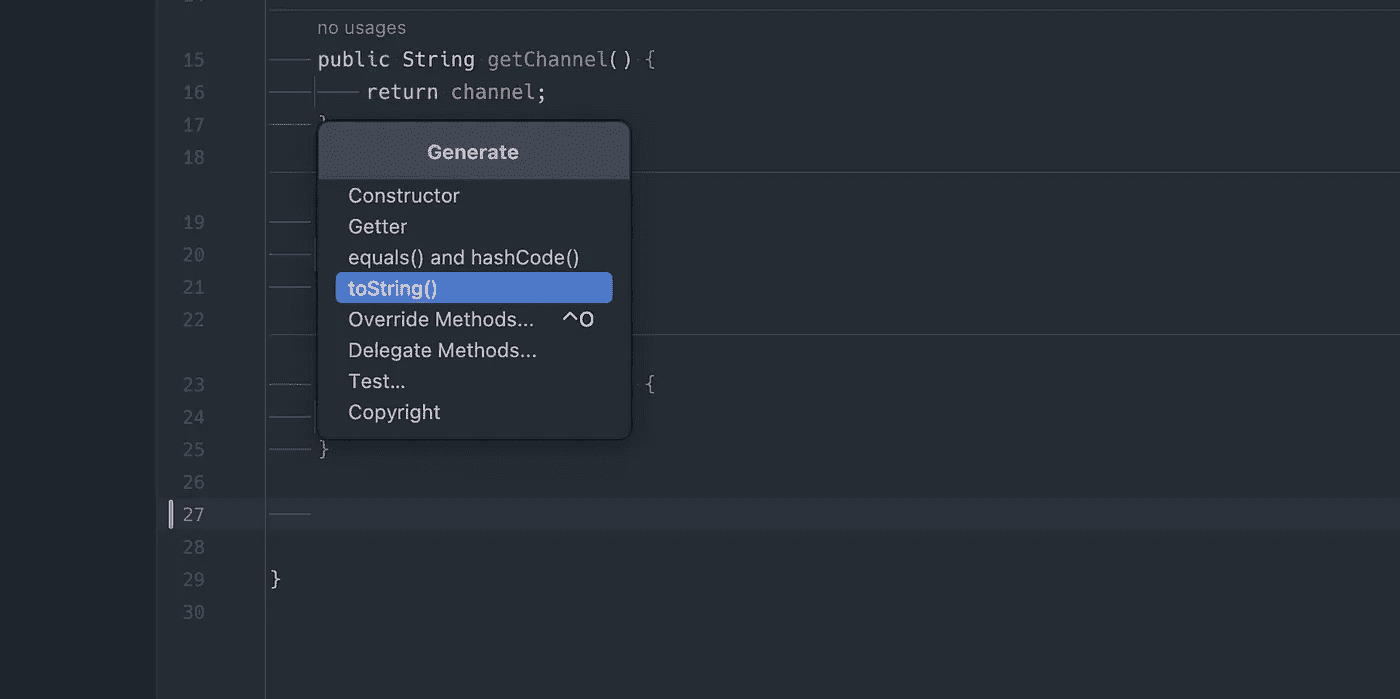 no usages
15 public String getChannel() {
16 return channel;
17 }
18
Generate
Constructor
Getter
equals() and hashCode()
toString()
Override Methods... ^O
Delegate Methods...
Test...
Copyright
19
20
21
22
23 {
24
25 }
26
27
28
29 }
30